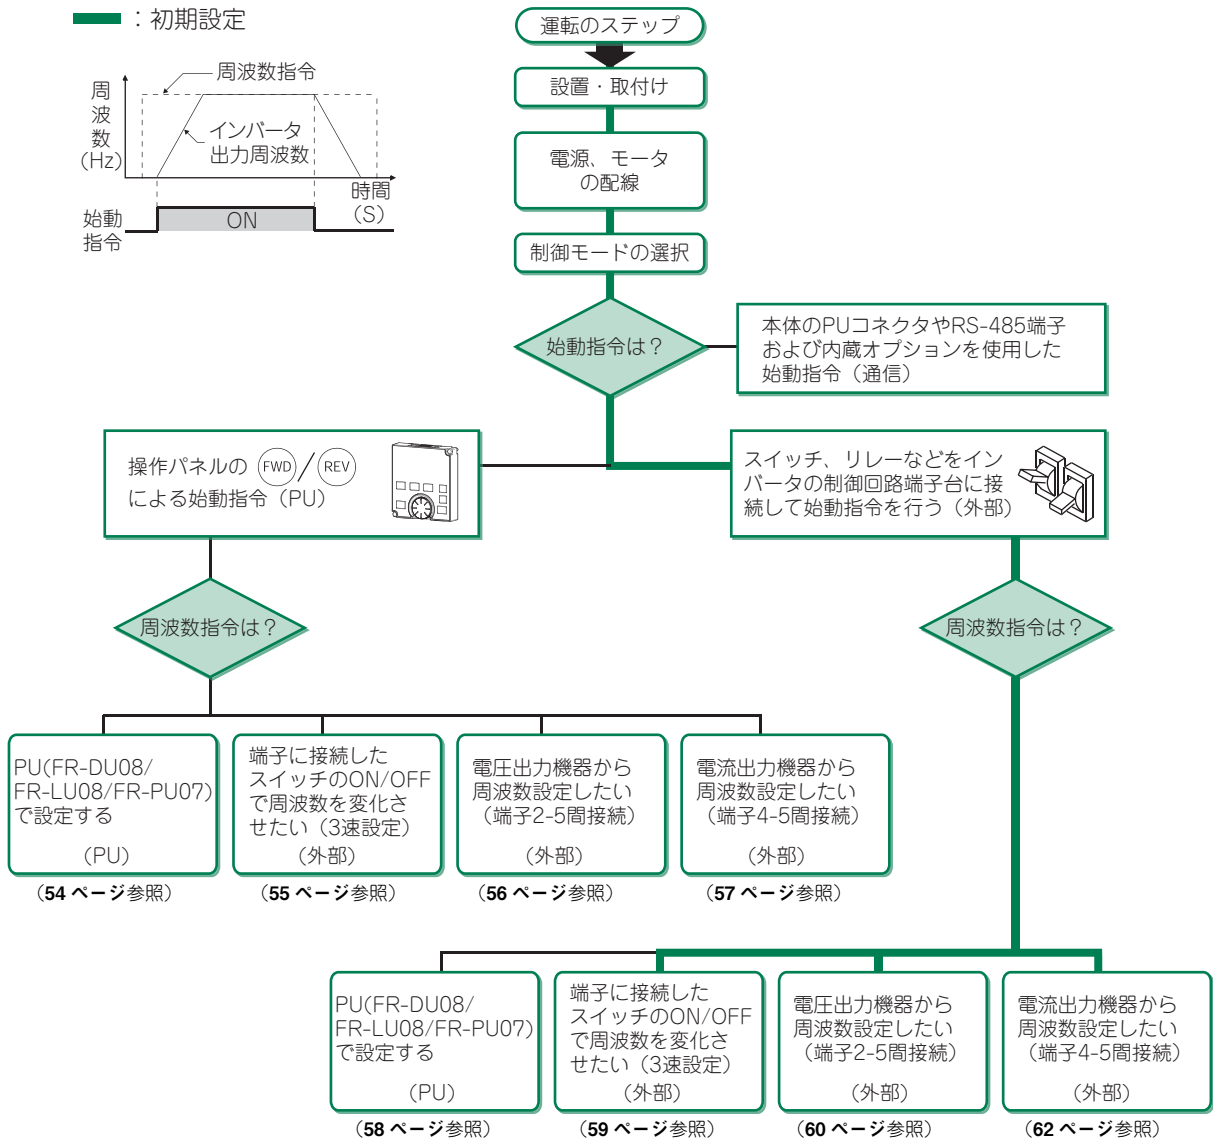 ：初期設定
周波数指令
周
波
数
(Hz)
インバータ
出力周波数
時間
(S)
始動
指令
ON
運転のステップ
設置・取付け
電源、モータ
の配線
制御モードの選択
始動指令は？
本体のPUコネクタやRS-485端子
および内蔵オプションを使用した
始動指令（通信）
操作パネルの FWD/REV
による始動指令（PU）
スイッチ、リレーなどをイン
バータの制御回路端子台に接
続して始動指令を行う（外部）
周波数指令は？
周波数指令は？
PU(FR-DU08/
FR-LU08/FR-PU07)
で設定する
（PU）
（54 ページ参照）
端子に接続した
スイッチのON/OFF
で周波数を変化さ
せたい（3速設定）
（外部）
（55 ページ参照）
電圧出力機器から
周波数設定したい
（端子2-5間接続）
（外部）
（56 ページ参照）
電流出力機器から
周波数設定したい
（端子4-5間接続）
（外部）
（57 ページ参照）
PU(FR-DU08/
FR-LU08/FR-PU07)
で設定する
（PU）
（58 ページ参照）
端子に接続した
スイッチのON/OFF
で周波数を変化さ
せたい（3速設定）
（外部）
（59 ページ参照）
電圧出力機器から
周波数設定したい
（端子2-5間接続）
（外部）
（60 ページ参照）
電流出力機器から
周波数設定したい
（端子4-5間接続）
（外部）
（62 ページ参照）